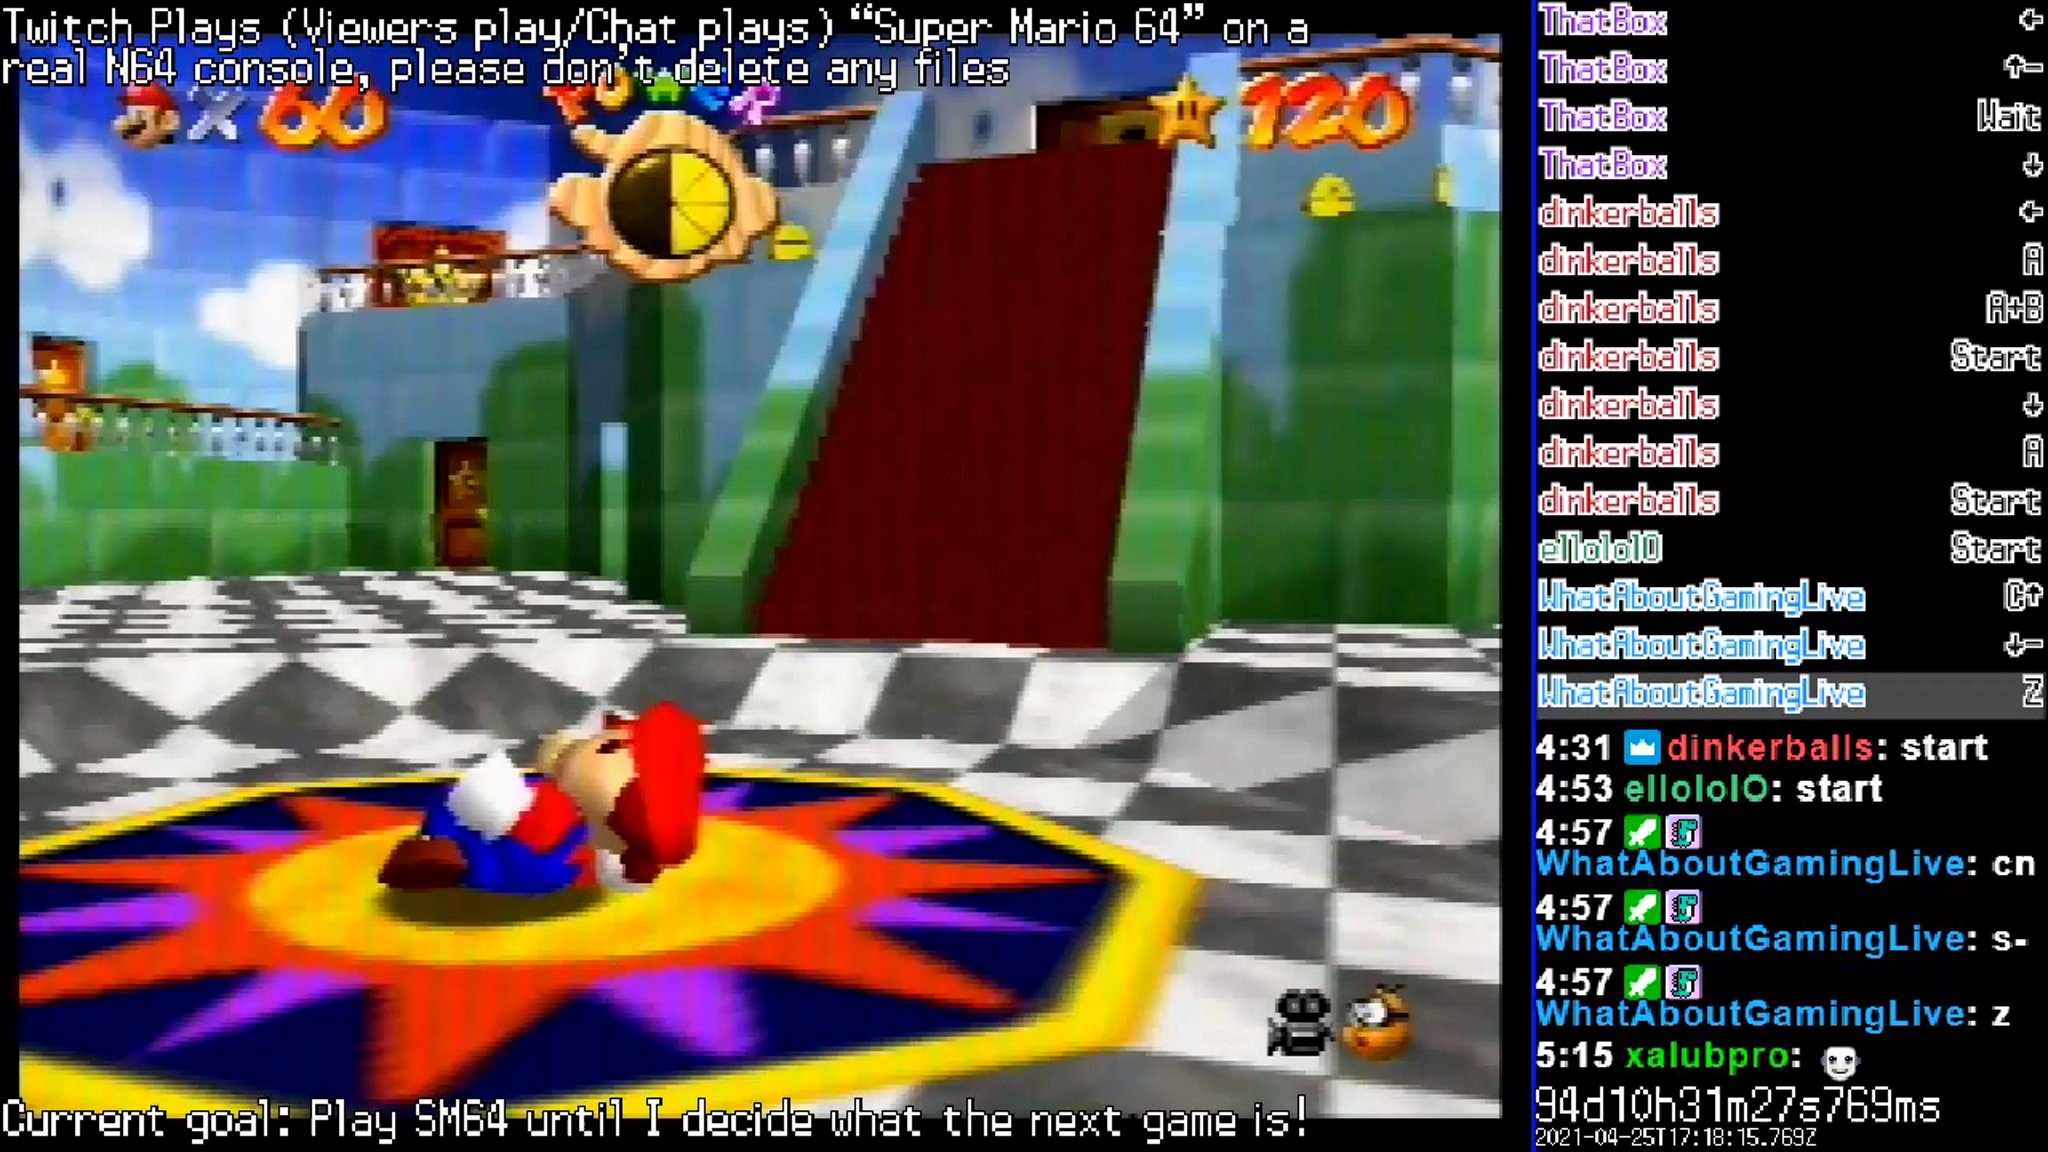 Twitch Plays (Viewers play/Chat plays) “Super Mario 64” on a
real N64 console, please don't delete any files
x 60
POWER
120
Current goal: Play SM64 until I decide what the next game is!
ThatBox ←
ThatBox ↑-
ThatBox Wait
ThatBox ↓
dinkerballs ←
dinkerballs A
dinkerballs A+B
dinkerballs Start
dinkerballs ↓
dinkerballs A
dinkerballs Start
ellololO Start
WhatAboutGamingLive C↑
WhatAboutGamingLive ↓-
WhatAboutGamingLive Z
4:31 dinkerballs: start
4:53 ellololO: start
4:57
WhatAboutGamingLive: cn
4:57
WhatAboutGamingLive: s-
4:57
WhatAboutGamingLive: z
5:15 xalubpro:
94d10h31m27s769ms
2021-04-25T17:18:15.769Z